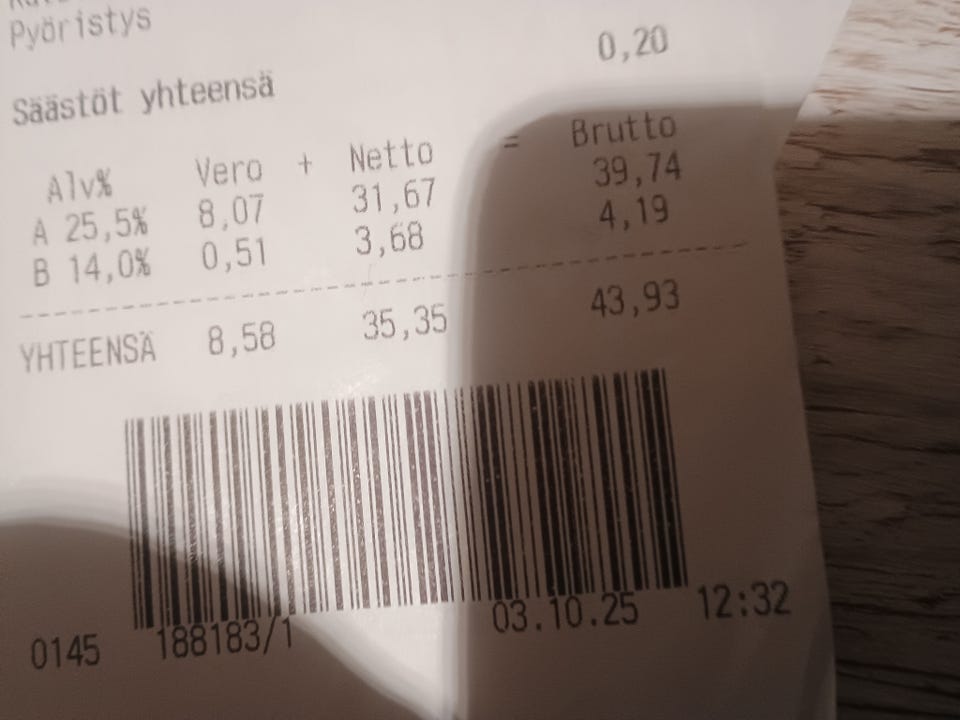 Pyöristys
Säästöt yhteensä 0,20
Alv% Vero + Netto = Brutto
A 25,5% 8,07 31,67 39,74
B 14,0% 0,51 3,68 4,19
YHTEENSÄ 8,58 35,35 43,93
0145 188183/1 03.10.25 12:32